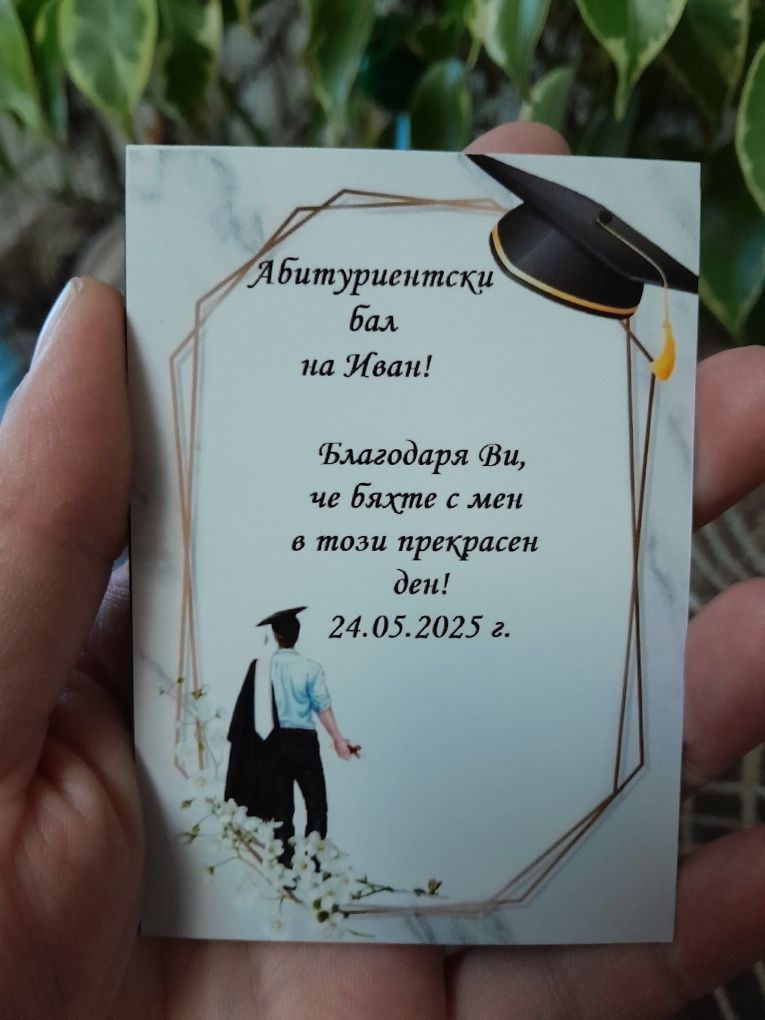 Абитуриентски
бал
на Иван!
Благодаря Ви,
че бяхте с мен
в този прекрасен
ден!
24.05.2025 г.